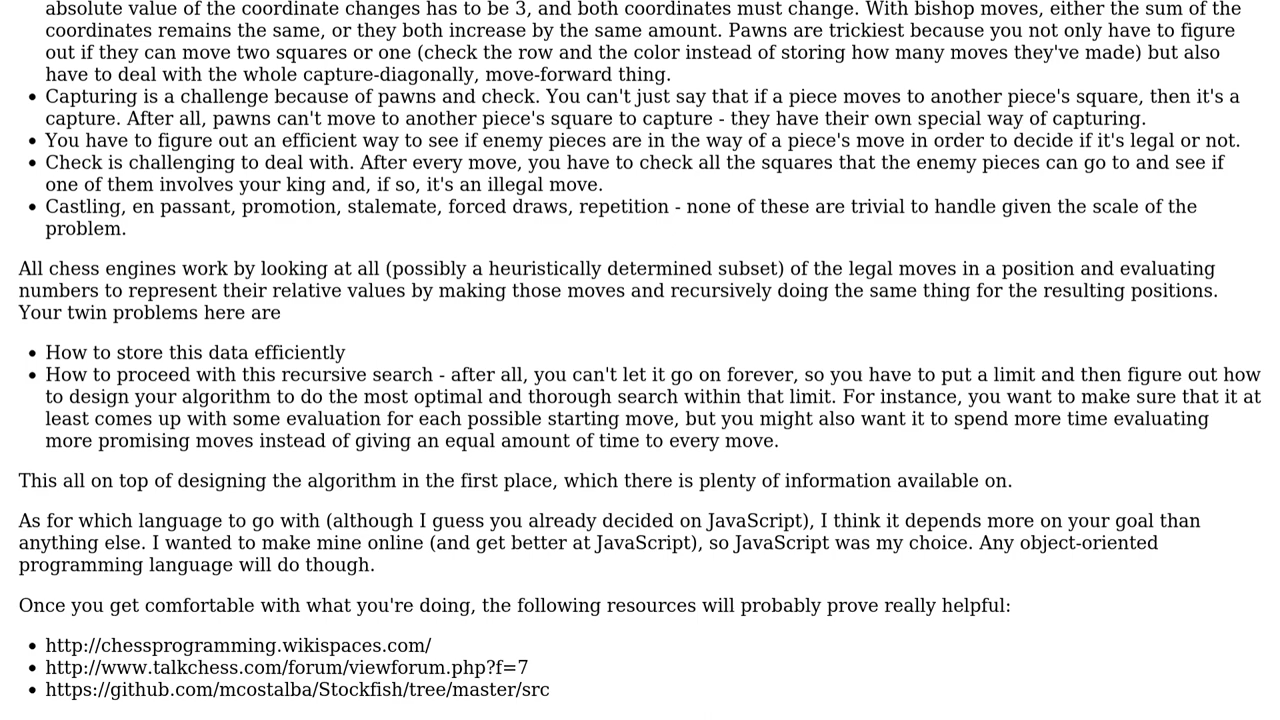 absolute value of the coordinate changes has to be 3, and both coordinates must change. With bishop moves, either the sum of the
coordinates remains the same, or they both increase by the same amount. Pawns are trickiest because you not only have to figure
out if they can move two squares or one (check the row and the color instead of storing how many moves they've made) but also
have to deal with the whole capture-diagonally, move-forward thing.
• Capturing is a challenge because of pawns and check. You can't just say that if a piece moves to another piece's square, then it's a
capture. After all, pawns can't move to another piece's square to capture - they have their own special way of capturing.
• You have to figure out an efficient way to see if enemy pieces are in the way of a piece's move in order to decide if it's legal or not.
• Check is challenging to deal with. After every move, you have to check all the squares that the enemy pieces can go to and see if
one of them involves your king and, if so, it's an illegal move.
• Castling, en passant, promotion, stalemate, forced draws, repetition - none of these are trivial to handle given the scale of the
problem.
All chess engines work by looking at all (possibly a heuristically determined subset) of the legal moves in a position and evaluating
numbers to represent their relative values by making those moves and recursively doing the same thing for the resulting positions.
Your twin problems here are
• How to store this data efficiently
• How to proceed with this recursive search - after all, you can't let it go on forever, so you have to put a limit and then figure out how
to design your algorithm to do the most optimal and thorough search within that limit. For instance, you want to make sure that it at
least comes up with some evaluation for each possible starting move, but you might also want it to spend more time evaluating
more promising moves instead of giving an equal amount of time to every move.
This all on top of designing the algorithm in the first place, which there is plenty of information available on.
As for which language to go with (although I guess you already decided on JavaScript), I think it depends more on your goal than
anything else. I wanted to make mine online (and get better at JavaScript), so JavaScript was my choice. Any object-oriented
programming language will do though.
Once you get comfortable with what you're doing, the following resources will probably prove really helpful:
• http://chessprogramming.wikispaces.com/
• http://www.talkchess.com/forum/viewforum.php?f=7
• https://github.com/mcostalba/Stockfish/tree/master/src